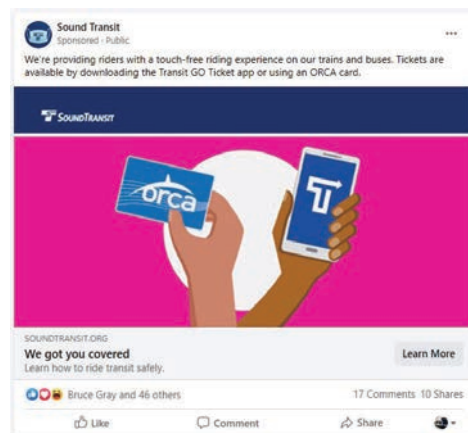 Sound Transit
Sponsored · Public
We're providing riders with a touch-free riding experience on our trains and buses. Tickets are
available by downloading the Transit GO Ticket app or using an ORCA card.
SOUNDTRANSIT
orca
T
SOUNDTRANSIT.ORG
We got you covered
Learn how to ride transit safely.
Learn More
Bruce Gray and 46 others
17 Comments 10 Shares
Like
Comment
Share